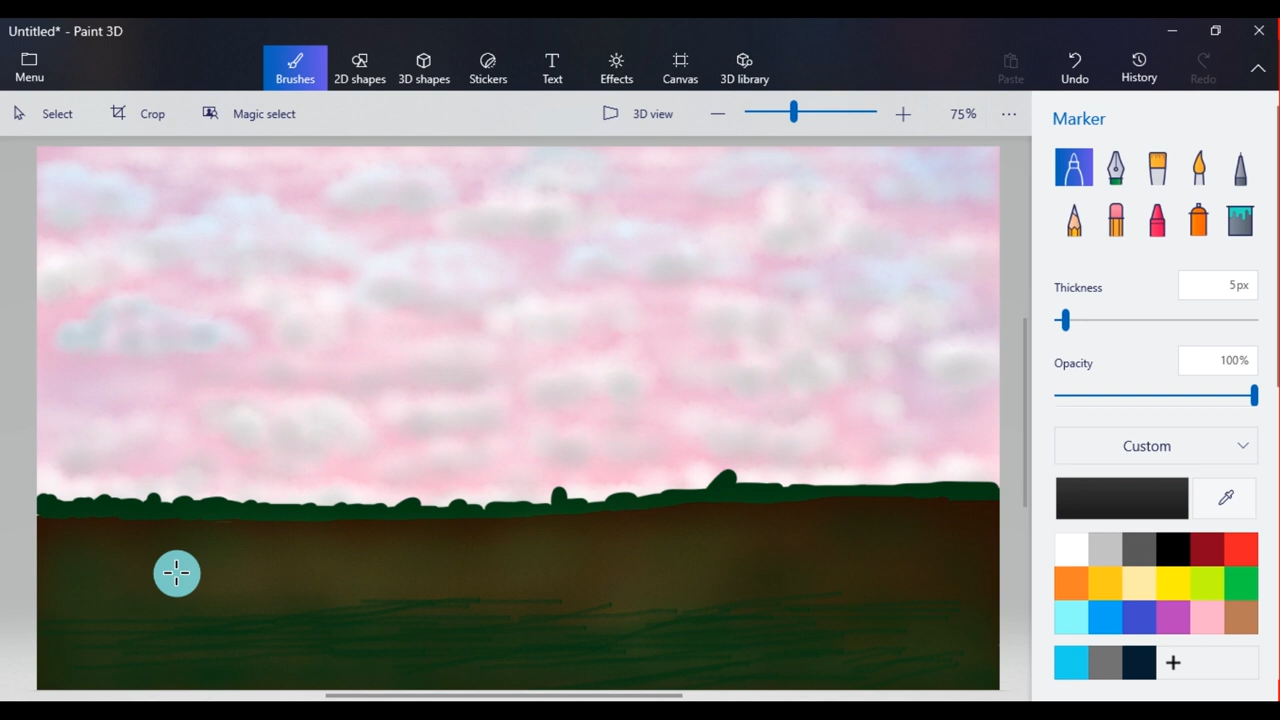 Untitled* - Paint 3D
Menu
Brushes
2D shapes
3D shapes
Stickers
Text
Effects
Canvas
3D library
Paste
Undo
History
Redo
Select
Crop
Magic select
3D view
75%
Marker
Thickness
5px
Opacity
100%
Custom